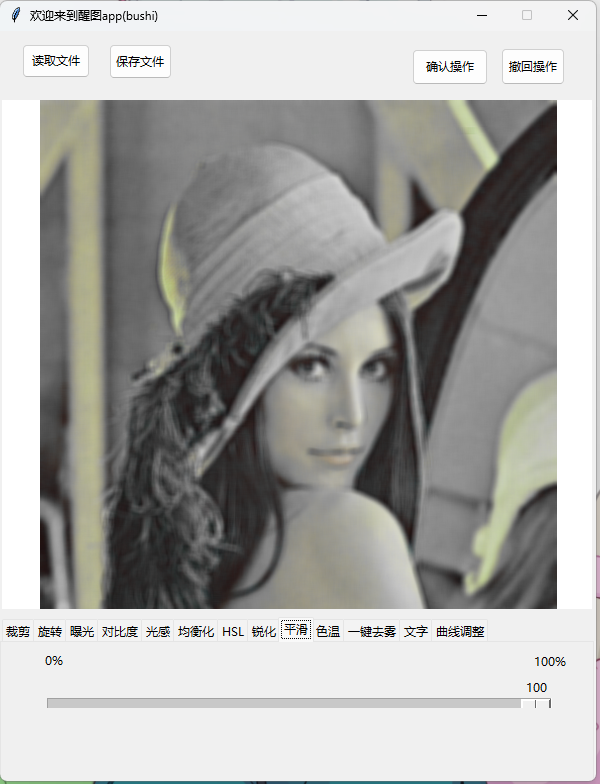 欢迎来到醒图app(bushi)
读取文件 保存文件 确认操作 撤回操作
裁剪 旋转 曝光 对比度 光感 均衡化 HSL 锐化 平滑 色温 一键去雾 文字 曲线调整
0% 100%
100